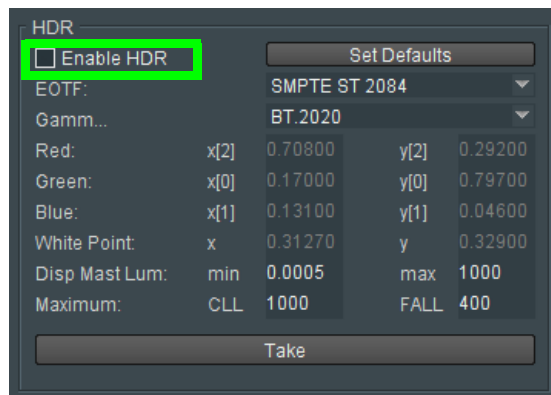 HDR
Enable HDR Set Defaults
EOTF: SMPTE ST 2084
Gamm... BT.2020
Red: x[2] 0.70800 y[2] 0.29200
Green: x[0] 0.17000 y[0] 0.79700
Blue: x[1] 0.13100 y[1] 0.04600
White Point: x 0.31270 y 0.32900
Disp Mast Lum: min 0.0005 max 1000
Maximum: CLL 1000 FALL 400
Take